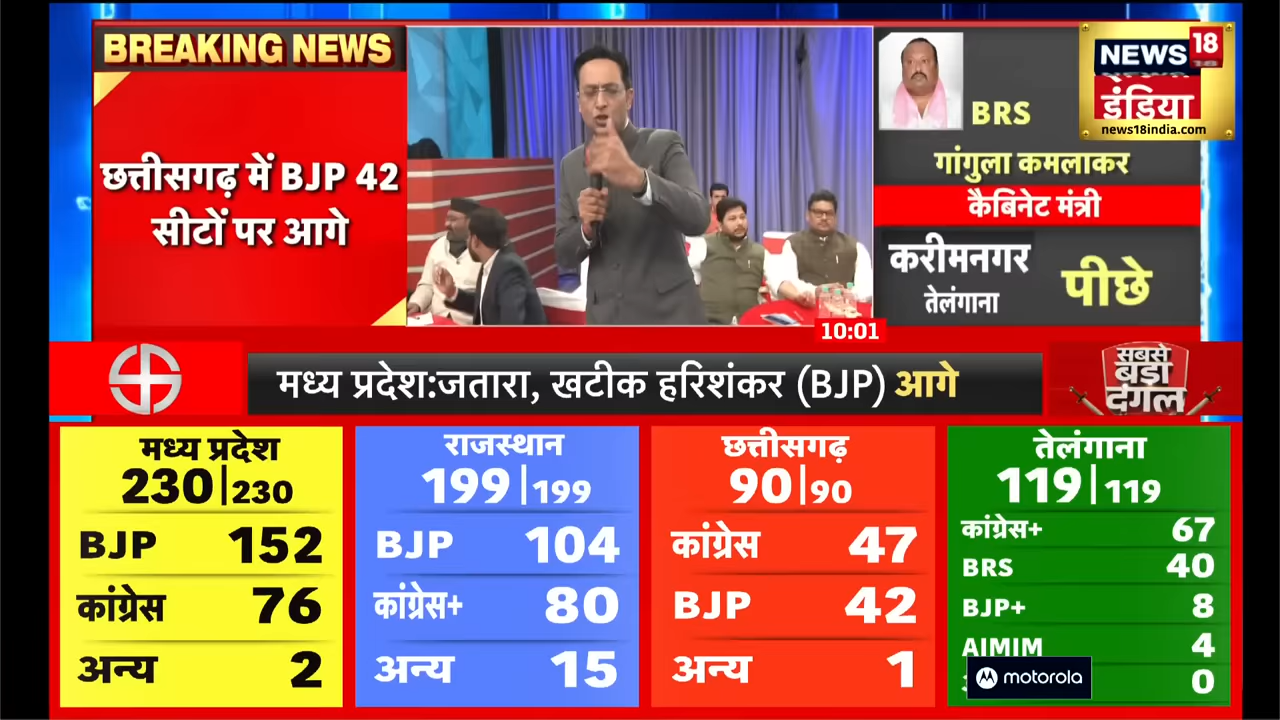 BREAKING NEWS
छत्तीसगढ़ में BJP 42
सीटों पर आगे
BRS
गांगुला कमलाकर
कैबिनेट मंत्री
करीमनगर
तेलंगाना
पीछे
NEWS 18
इंडिया
news18india.com
10:01
मध्य प्रदेश:जतारा, खटीक हरिशंकर (BJP) आगे
सबसे
बड़ा
दंगल
मध्य प्रदेश
230|230
BJP 152
कांग्रेस 76
अन्य 2
राजस्थान
199|199
BJP 104
कांग्रेस+ 80
अन्य 15
छत्तीसगढ़
90|90
कांग्रेस 47
BJP 42
अन्य 1
तेलंगाना
119|119
कांग्रेस+ 67
BRS 40
BJP+ 8
AIMIM 4
0
motorola